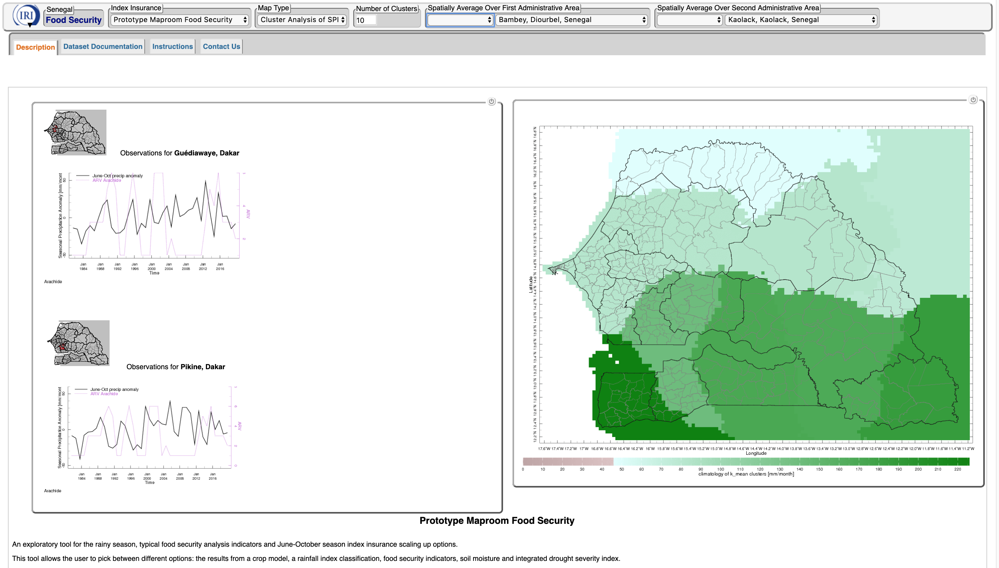 IRI
Senegal
Food Security
Index Insurance
Prototype Maproom Food Security
Map Type
Cluster Analysis of SPI
Number of Clusters
10
Spatially Average Over First Administrative Area
Bambey, Diourbel, Senegal
Spatially Average Over Second Administrative Area
Kaolack, Kaolack, Senegal
Description
Dataset Documentation
Instructions
Contact Us
Observations for Guédiawaye, Dakar
June-Oct precip anomaly
ARV Arachide
Seasonal Precipitation Anomaly [mm/mont
50
0
-50
4
2
ARV
Jan Jan Jan Jan Jan Jan Jan Jan Jan
1984 1988 1992 1996 2000 2004 2008 2012 2016
Time
Arachide
Observations for Pikine, Dakar
June-Oct precip anomaly
ARV Arachide
Seasonal Precipitation Anomaly [mm/mont
50
0
-50
6
4
2
0
ARV
Jan Jan Jan Jan Jan Jan Jan Jan Jan
1984 1988 1992 1996 2000 2004 2008 2012 2016
Time
Arachide
Latitude
16.8°N
16.6°N
16.4°N
16.2°N
16°N
15.8°N
15.6°N
15.4°N
15.2°N
15.0°N
14.8°N
14.6°N
14.4°N
14.2°N
14.0°N
13.8°N
13.6°N
13.4°N
13.2°N
13.0°N
12.8°N
12.6°N
12.4°N
12.2°N
17.6°W 17.4°W 17.2°W 17°W 16.8°W 16.6°W 16.4°W 16.2°W 16°W 15.8°W 15.6°W 15.4°W 15.2°W 15.0°W 14.8°W 14.6°W 14.4°W 14.2°W 14.0°W 13.8°W 13.6°W 13.4°W 13.2°W 13.0°W 12.8°W 12.6°W 12.4°W 12.2°W 12.0°W 11.8°W 11.6°W 11.4°W 11.2°W
Longitude
0 10 20 30 40 50 60 70 80 90 100 110 120 130 140 150 160 170 180 190 200 210 220
climatology of k_mean clusters [mm/month]
Prototype Maproom Food Security
An exploratory tool for the rainy season, typical food security analysis indicators and June-October season index insurance scaling up options.
This tool allows the user to pick between different options: the results from a crop model, a rainfall index classification, food security indicators, soil moisture and integrated drought severity index.